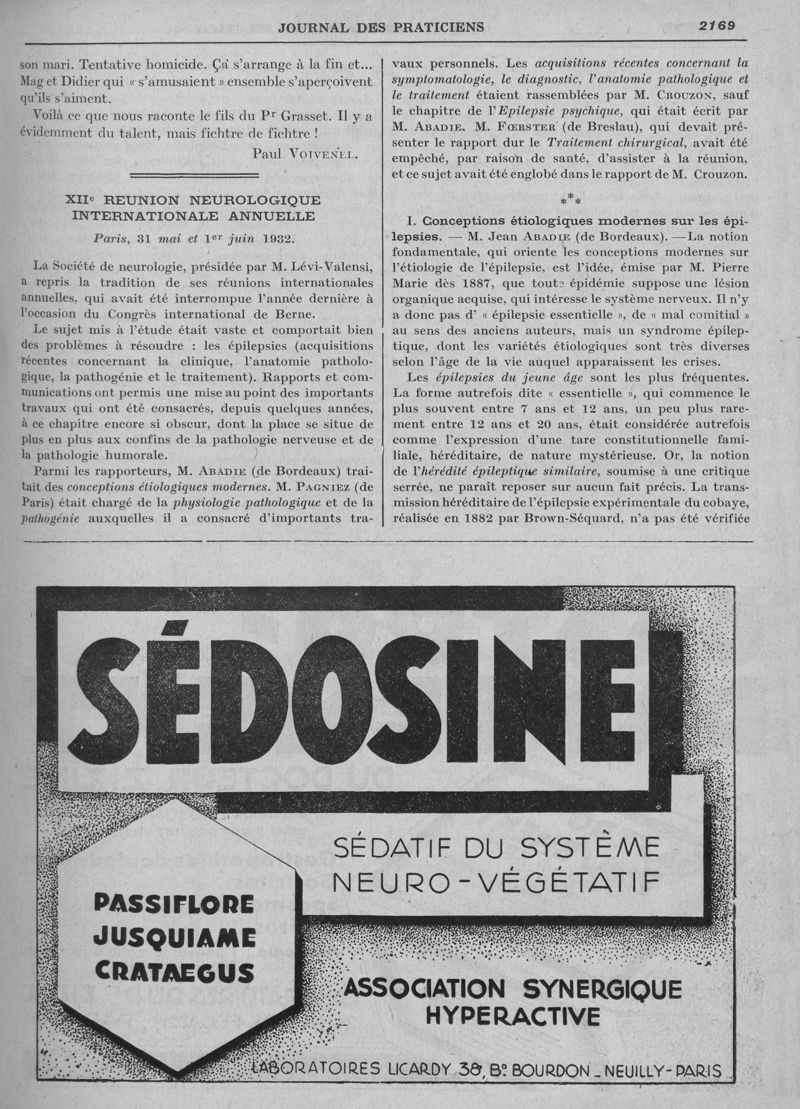 JOURNAL DES PRATICIENS 2169
son mari. Tentative homicide. Ça s'arrange à la fin et...
Mag et Didier qui « s'amusaient » ensemble s'aperçoivent
qu'ils s'aiment.
Voilà ce que nous raconte le fils du Pr Grasset. Il y a
évidemment du talent, mais fichtre de fichtre !
Paul VOIVENEL.
XIIe REUNION NEUROLOGIQUE
INTERNATIONALE ANNUELLE
Paris, 31 mai et 1er juin 1932.
La Société de neurologie, présidée par M. Lévi-Valensi,
a repris la tradition de ses réunions internationales
annuelles, qui avait été interrompue l'année dernière à
l'occasion du Congrès international de Berne.
Le sujet mis à l'étude était vaste et comportait bien
des problèmes à résoudre : les épilepsies (acquisitions
récentes concernant la clinique, l'anatomie patholo-
gique, la pathogénie et le traitement). Rapports et com-
munications ont permis une mise au point des importants
travaux qui ont été consacrés, depuis quelques années,
à ce chapitre encore si obscur, dont la place se situe de
plus en plus aux confins de la pathologie nerveuse et de
la pathologie humorale.
Parmi les rapporteurs, M. ABADIE (de Bordeaux) trai-
tait des conceptions étiologiques modernes. M. PAGNIEZ (de
Paris) était chargé de la physiologie pathologique et de la
pathogénie auxquelles il a consacré d'importants tra-
vaux personnels. Les acquisitions récentes concernant la
symptomatologie, le diagnostic, l'anatomie pathologique et
le traitement étaient rassemblées par M. CROUZON, sauf
le chapitre de l'Epilepsie psychique, qui était écrit par
M. ABADIE. M. FŒRSTER (de Breslau), qui devait pré-
senter le rapport dur le Traitement chirurgical, avait été
empêché, par raison de santé, d'assister à la réunion,
et ce sujet avait été englobé dans le rapport de M. Crouzon.
***
I. Conceptions étiologiques modernes sur les épi-
lepsies. — M. Jean ABADIE (de Bordeaux). — La notion
fondamentale, qui oriente les conceptions modernes sur
l'étiologie de l'épilepsie, est l'idée, émise par M. Pierre
Marie dès 1887, que toute épidémie suppose une lésion
organique acquise, qui intéresse le système nerveux. Il n'y
a donc pas d' « épilepsie essentielle », de « mal comitial »
au sens des anciens auteurs, mais un syndrome épilep-
tique, dont les variétés étiologiques sont très diverses
selon l'âge de la vie auquel apparaissent les crises.
Les épilepsies du jeune âge sont les plus fréquentes.
La forme autrefois dite « essentielle », qui commence le
plus souvent entre 7 ans et 12 ans, un peu plus rare-
ment entre 12 ans et 20 ans, était considérée autrefois
comme l'expression d'une tare constitutionnelle fami-
liale, héréditaire, de nature mystérieuse. Or, la notion
de l'hérédité épileptique similaire, soumise à une critique
serrée, ne paraît reposer sur aucun fait précis. La trans-
mission héréditaire de l'épilepsie expérimentale du cobaye,
réalisée en 1882 par Brown-Séquard, n'a pas été vérifiée
SÉDOSINE
SÉDATIF DU SYSTÈME
NEURO-VÉGÉTATIF
PASSIFLORE
JUSQUIAME
CRATAEGUS
ASSOCIATION SYNERGIQUE
HYPERACTIVE
LABORATOIRES LICARDY 38, Bd BOURDON _ NEUILLY - PARIS